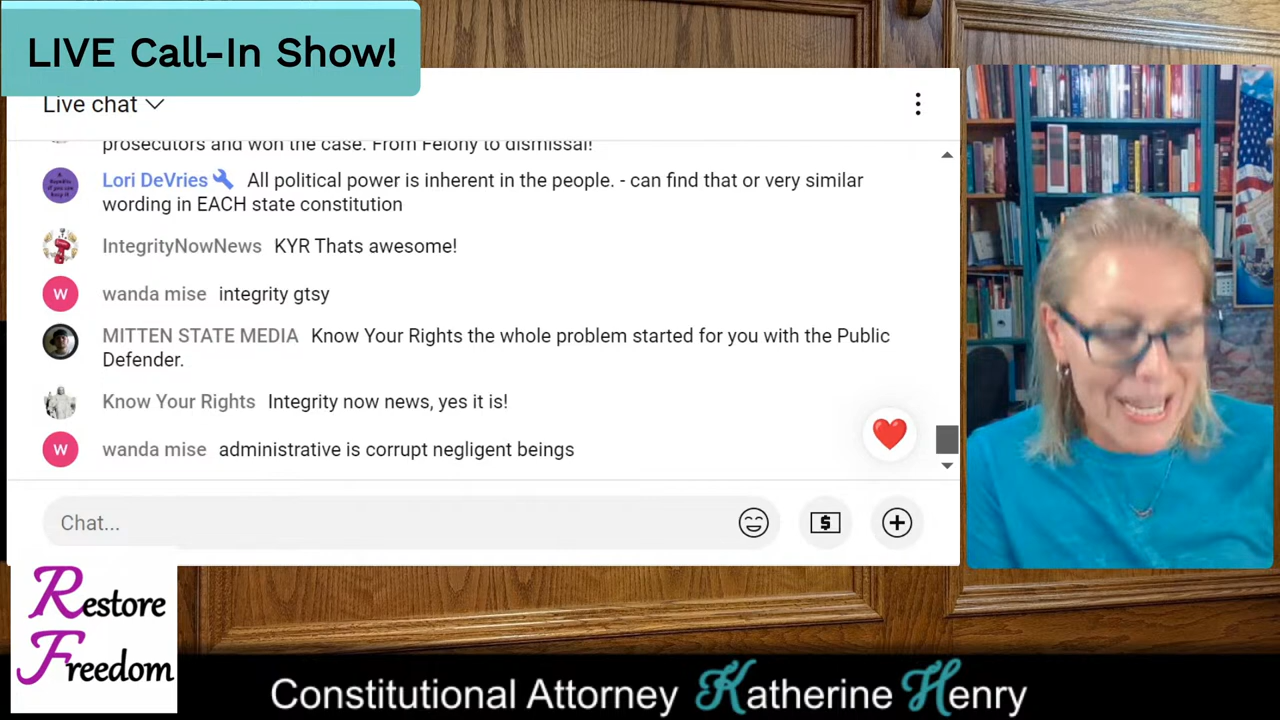 LIVE Call-In Show!
Live chat
prosecutors and won the case. From Felony to dismissal!
Lori DeVries All political power is inherent in the people. - can find that or very similar
wording in EACH state constitution
IntegrityNowNews KYR Thats awesome!
W wanda mise integrity gtsy
MITTEN STATE MEDIA Know Your Rights the whole problem started for you with the Public
Defender.
Know Your Rights Integrity now news, yes it is!
W wanda mise administrative is corrupt negligent beings
Chat...
$
Restore
Freedom
Constitutional Attorney Katherine Henry